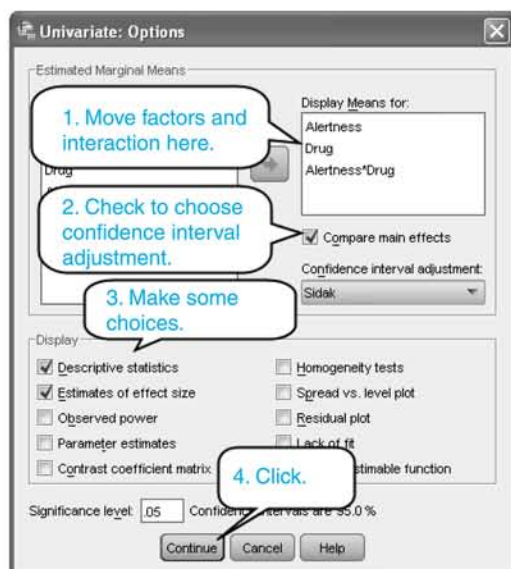 Univariate: Options
Estimated Marginal Means
1. Move factors and
interaction here.
Drug
Display Means for:
Alertness
Drug
Alertness*Drug
2. Check to choose
confidence interval
adjustment.
Compare main effects
Confidence interval adjustment:
Sidak
3. Make some
choices.
Display
Descriptive statistics
Homogeneity tests
Estimates of effect size
Spread vs. level plot
Observed power
Residual plot
Parameter estimates
Lack of fit
Contrast coefficient matrix
estimable function
4. Click.
Significance level: .05 Confidence intervals are 95.0 %
Continue Cancel Help